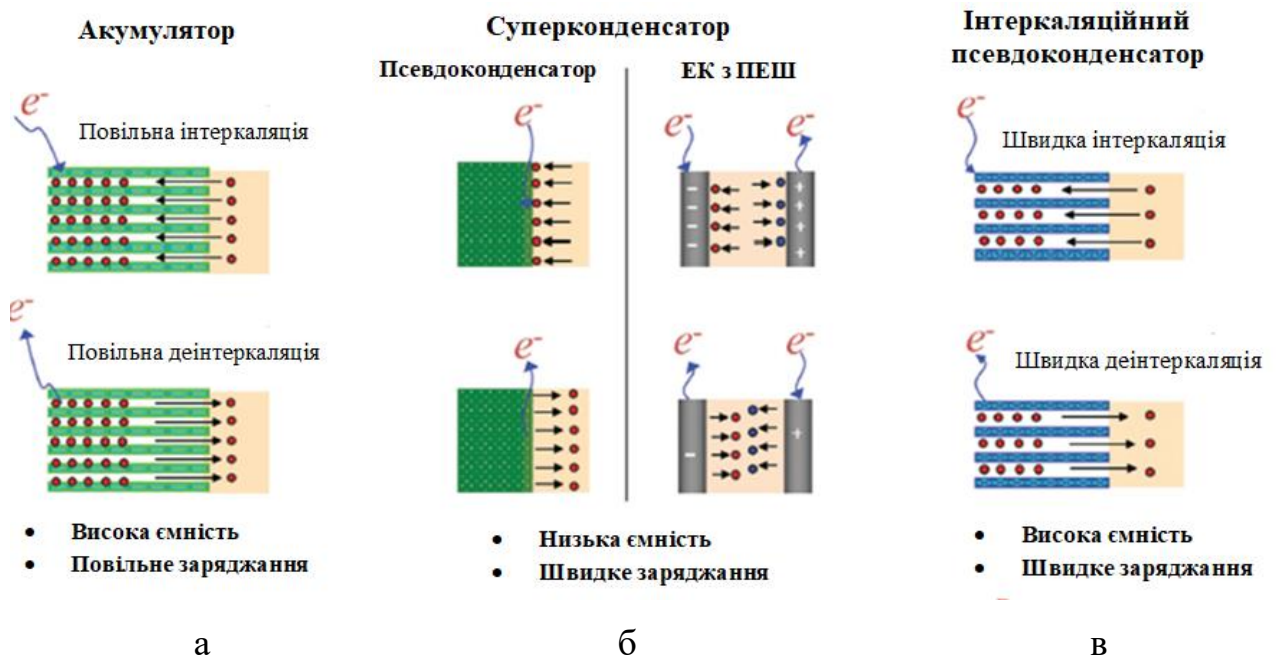 Акумулятор
e-
Повільна інтеркаляція
e-
Повільна деінтеркаляція
• Висока ємність
• Повільне заряджання
а
Суперконденсатор
Псевдоконденсатор
ЕК з ПЕШ
e-
e- e-
- - - -
+ + + +
e-
e- e-
-
+
• Низька ємність
• Швидке заряджання
б
Інтеркаляційний
псевдоконденсатор
e-
Швидка інтеркаляція
e-
Швидка деінтеркаляція
• Висока ємність
• Швидке заряджання
в